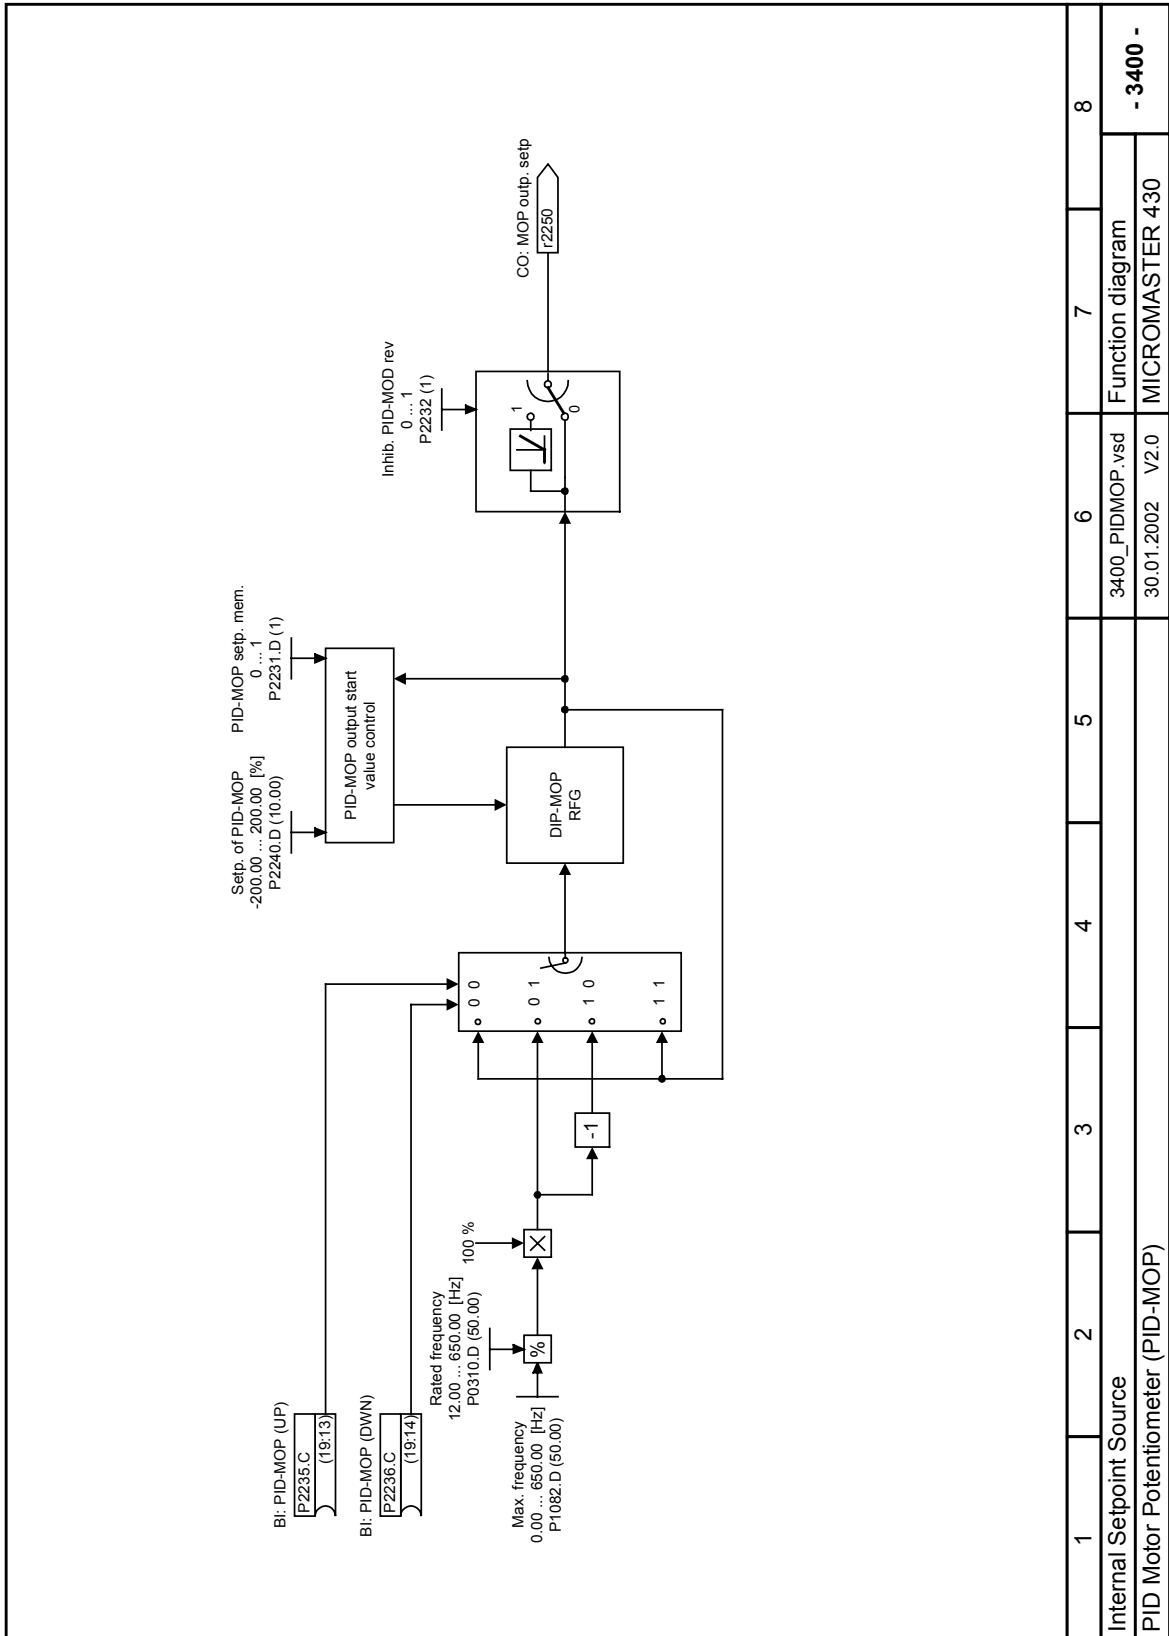 BI: PID-MOP (UP)
P2235.C
(19:13)
BI: PID-MOP (DWN)
P2236.C
(19:14)
Max. frequency
0.00 ... 650.00 [Hz]
P1082.D (50.00)
Rated frequency
12.00 ... 650.00 [Hz]
P0310.D (50.00)
%
100 %
-1
0 0
0 1
1 0
1 1
Setp. of PID-MOP
-200.00 ... 200.00 [%]
P2240.D (10.00)
PID-MOP setp. mem.
0 ... 1
P2231.D (1)
PID-MOP output start
value control
DIP-MOP
RFG
Inhib. PID-MOD rev
0 ... 1
P2232 (1)
1
0
CO: MOP outp. setp
r2250
1 2 3 4 5 6 7 8
Internal Setpoint Source 3400_PIDMOP.vsd Function diagram - 3400 -
PID Motor Potentiometer (PID-MOP) 30.01.2002 V2.0 MICROMASTER 430